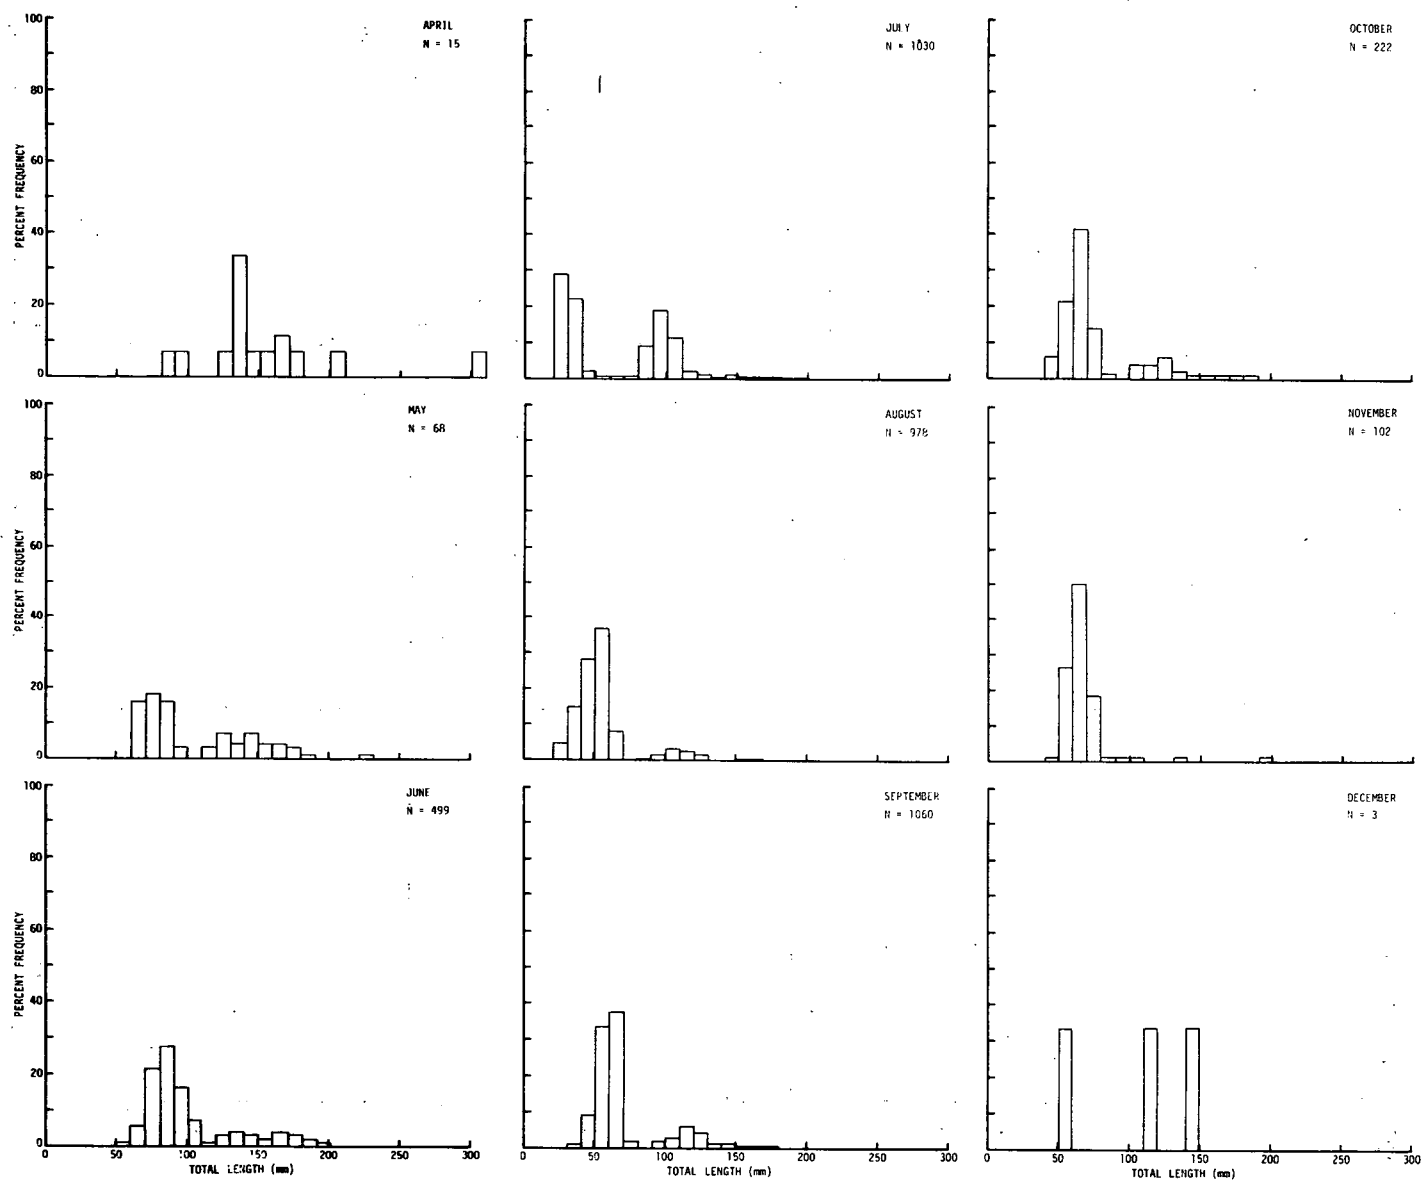 APRIL
N = 15
JULY
N = 1030
OCTOBER
N = 222
PERCENT FREQUENCY
100
80
60
40
20
0
MAY
N = 68
AUGUST
N = 978
NOVEMBER
N = 102
PERCENT FREQUENCY
100
80
60
40
20
0
JUNE
N = 499
SEPTEMBER
N = 1060
DECEMBER
N = 3
PERCENT FREQUENCY
100
80
60
40
20
0
0 50 100 150 200 250 300
TOTAL LENGTH (mm)
0 50 100 150 200 250 300
TOTAL LENGTH (mm)
0 50 100 150 200 250 300
TOTAL LENGTH (mm)